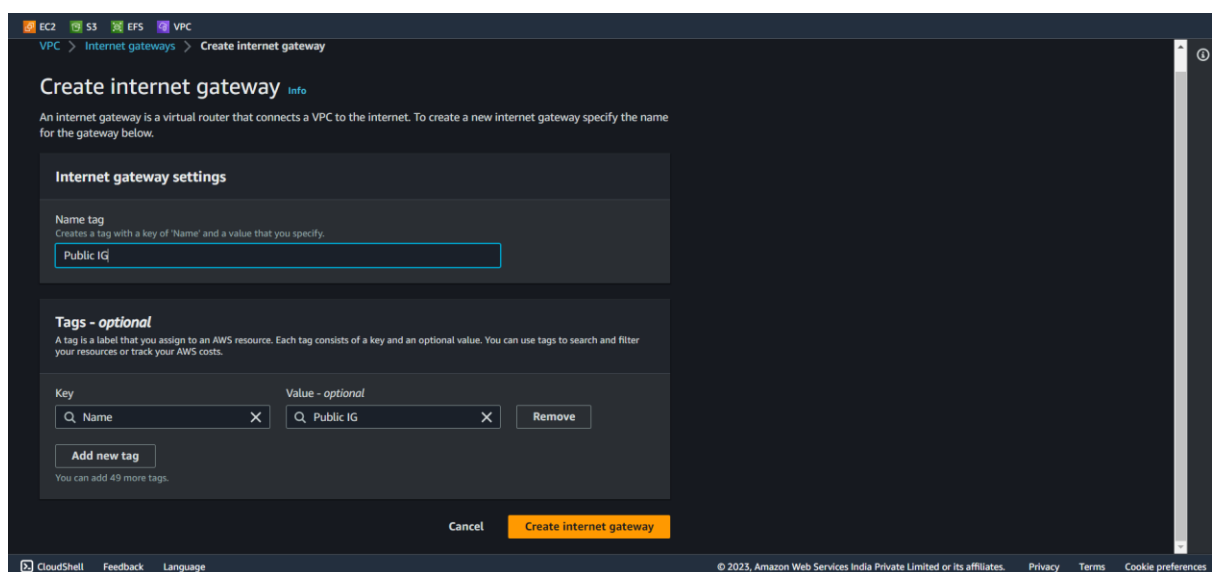 EC2 S3 EFS VPC
VPC > Internet gateways > Create internet gateway
Create internet gateway Info
An internet gateway is a virtual router that connects a VPC to the internet. To create a new internet gateway specify the name
for the gateway below.
Internet gateway settings
Name tag
Creates a tag with a key of 'Name' and a value that you specify.
Public IG
Tags - optional
A tag is a label that you assign to an AWS resource. Each tag consists of a key and an optional value. You can use tags to search and filter
your resources or track your AWS costs.
Key Value - optional
Name Public IG Remove
Add new tag
You can add 49 more tags.
Cancel Create internet gateway
CloudShell Feedback Language © 2023, Amazon Web Services India Private Limited or its affiliates. Privacy Terms Cookie preferences